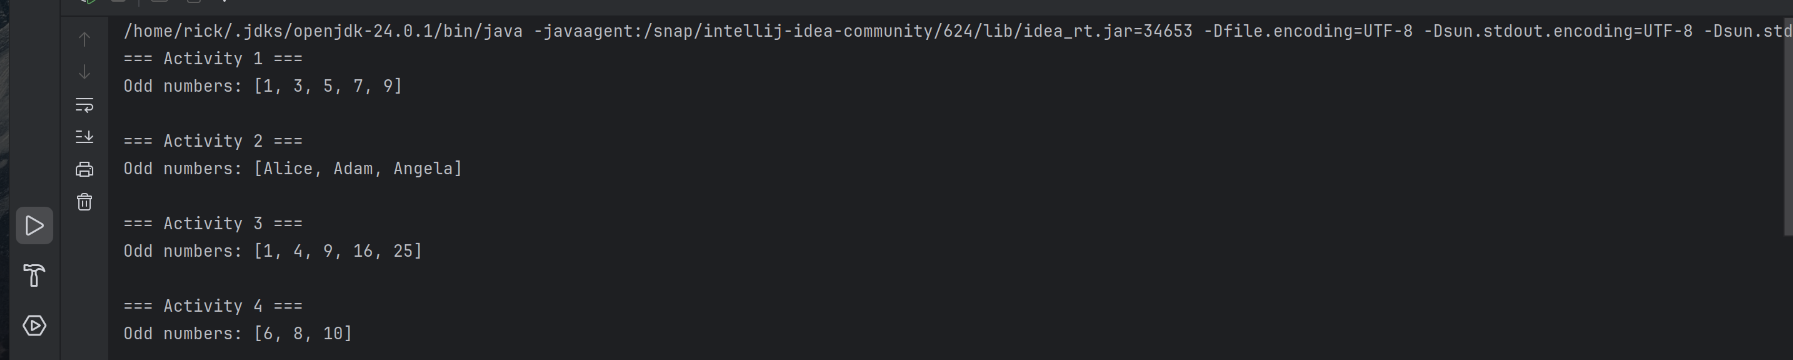 /home/rick/.jdks/openjdk-24.0.1/bin/java -javaagent:/snap/intellij-idea-community/624/lib/idea_rt.jar=34653 -Dfile.encoding=UTF-8 -Dsun.stdout.encoding=UTF-8 -Dsun.std
=== Activity 1 ===
Odd numbers: [1, 3, 5, 7, 9]
=== Activity 2 ===
Odd numbers: [Alice, Adam, Angela]
=== Activity 3 ===
Odd numbers: [1, 4, 9, 16, 25]
=== Activity 4 ===
Odd numbers: [6, 8, 10]